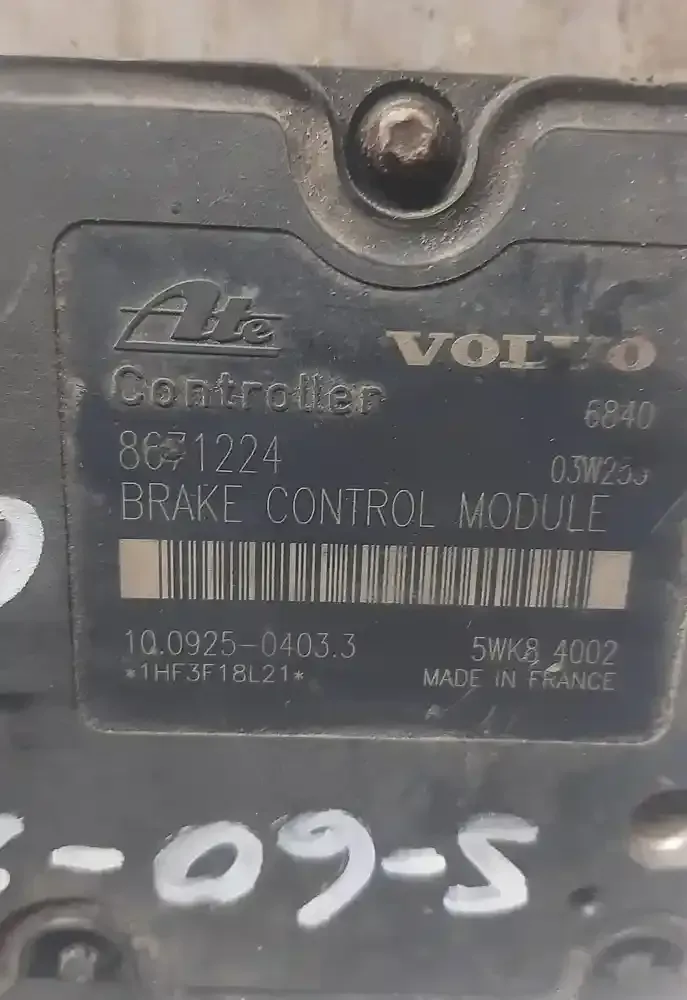 Ate
VOLVO
Controller
6840
8671224
BRAKE CONTROL MODULE
10.0925-0403.3
5WK8 4002
*1HF3F18L21*
MADE IN FRANCE
-09-5